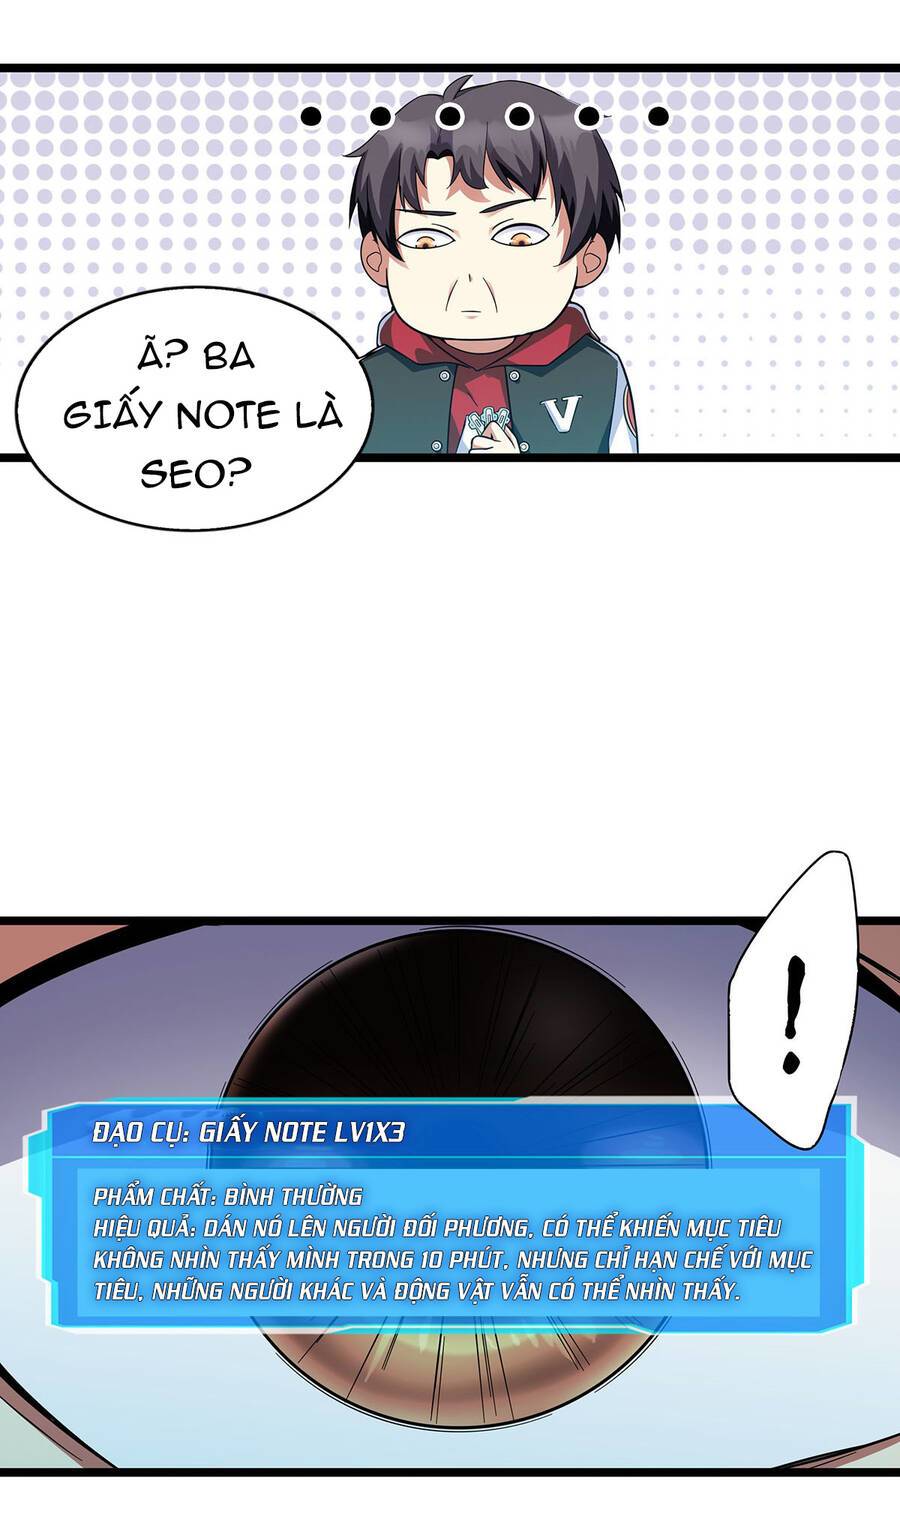 Ã? BA
GIẤY NOTE LÀ
SEO?
V
!
ĐẠO CỤ: GIẤY NOTE LV1X3
PHẨM CHẤT: BÌNH THƯỜNG
HIỆU QUẢ: DÁN NÓ LÊN NGƯỜI ĐỐI PHƯƠNG, CÓ THỂ KHIẾN MỤC TIÊU
KHÔNG NHÌN THẤY MÌNH TRONG 10 PHÚT, NHƯNG CHỈ HẠN CHẾ VỚI MỤC
TIÊU, NHỮNG NGƯỜI KHÁC VÀ ĐỘNG VẬT VẪN CÓ THỂ NHÌN THẤY.